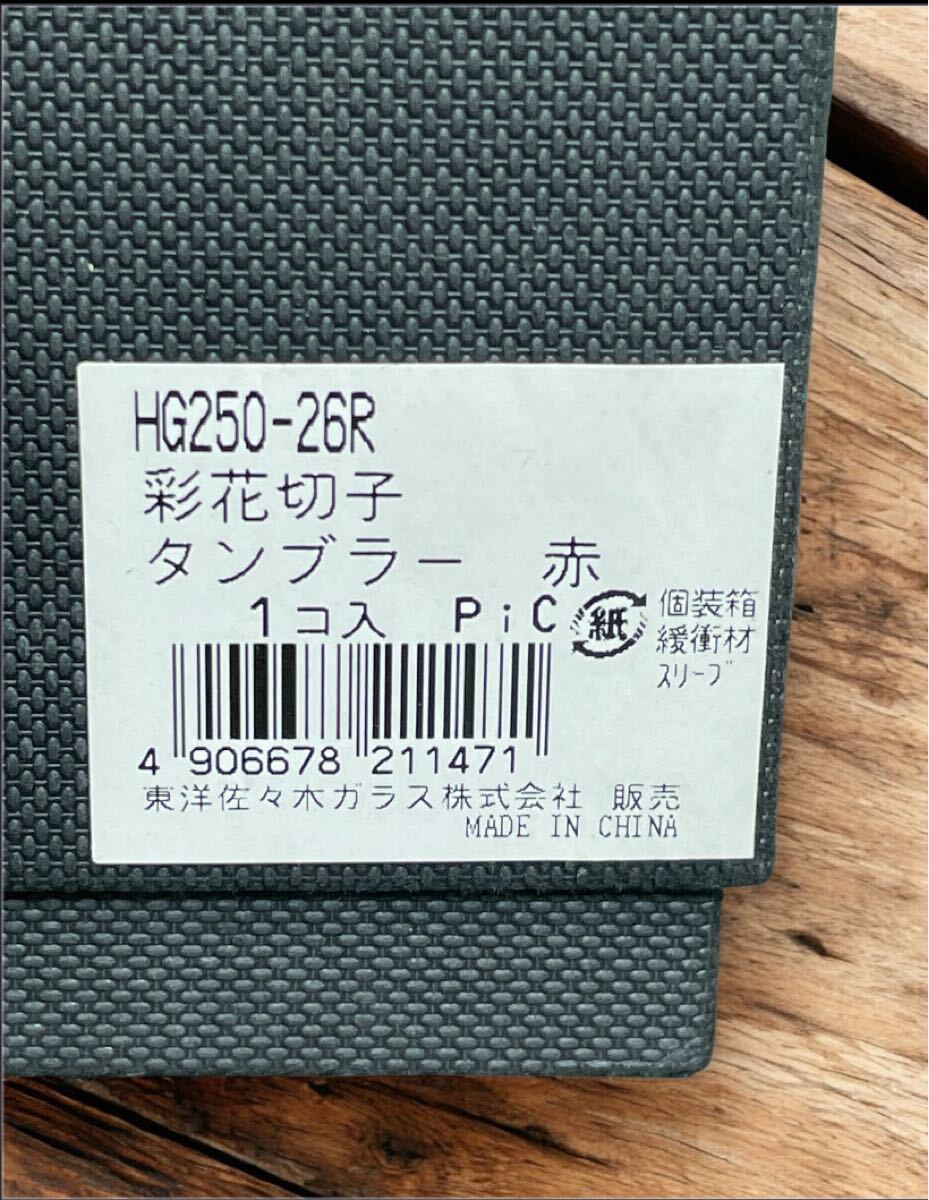 HG250-26R
彩花切子
タンブラー 赤
1コ入 PiC
紙
個装箱
緩衝材
スリーブ
4 906678 211471
東洋佐々木ガラス株式会社 販売
MADE IN CHINA